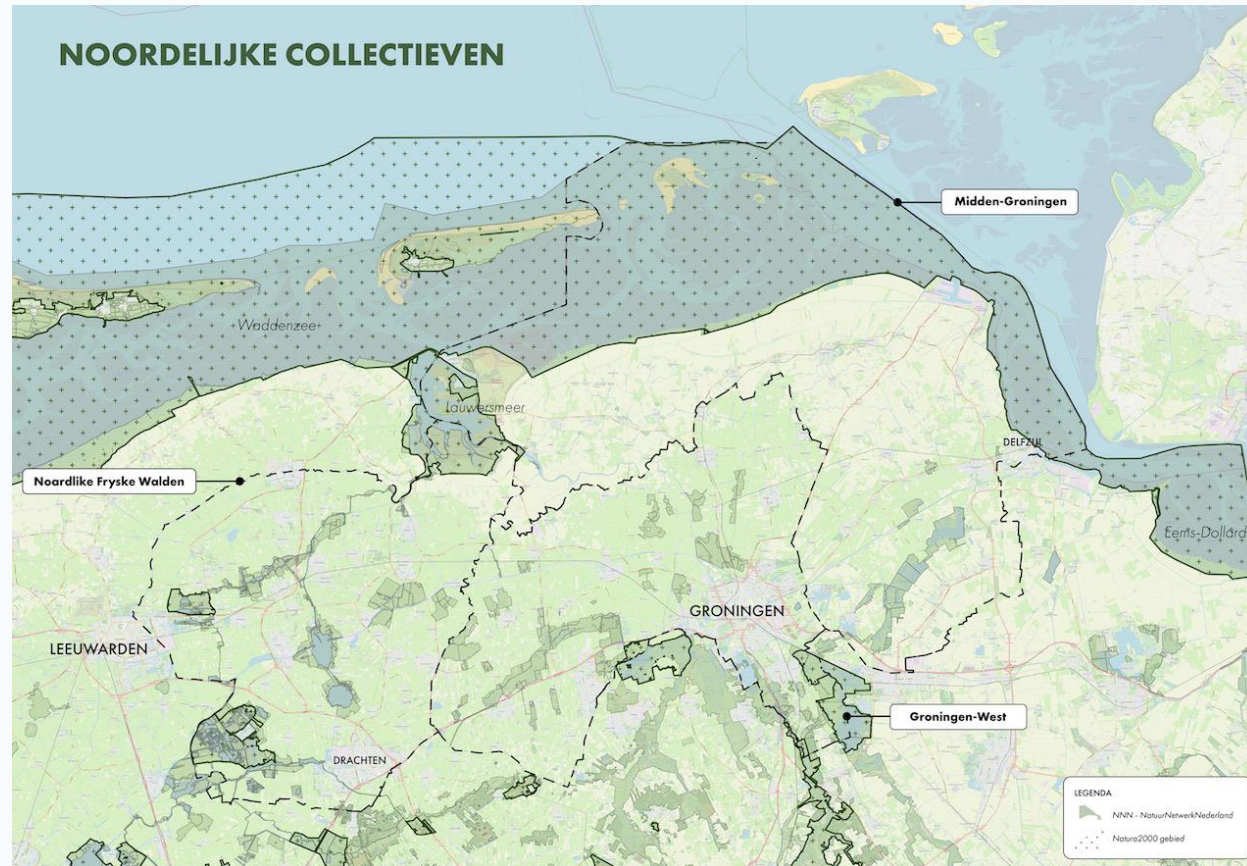 NOORDELIJKE COLLECTIEVEN
Midden-Groningen
Waddenzee
Lauwersmeer
DELFZIJL
Noardlike Fryske Walden
Eems-Dollard
GRONINGEN
LEEUWARDEN
Groningen-West
DRACHTEN
LEGENDA
NNN - NatuurNetwerkNederland
Natura2000 gebied